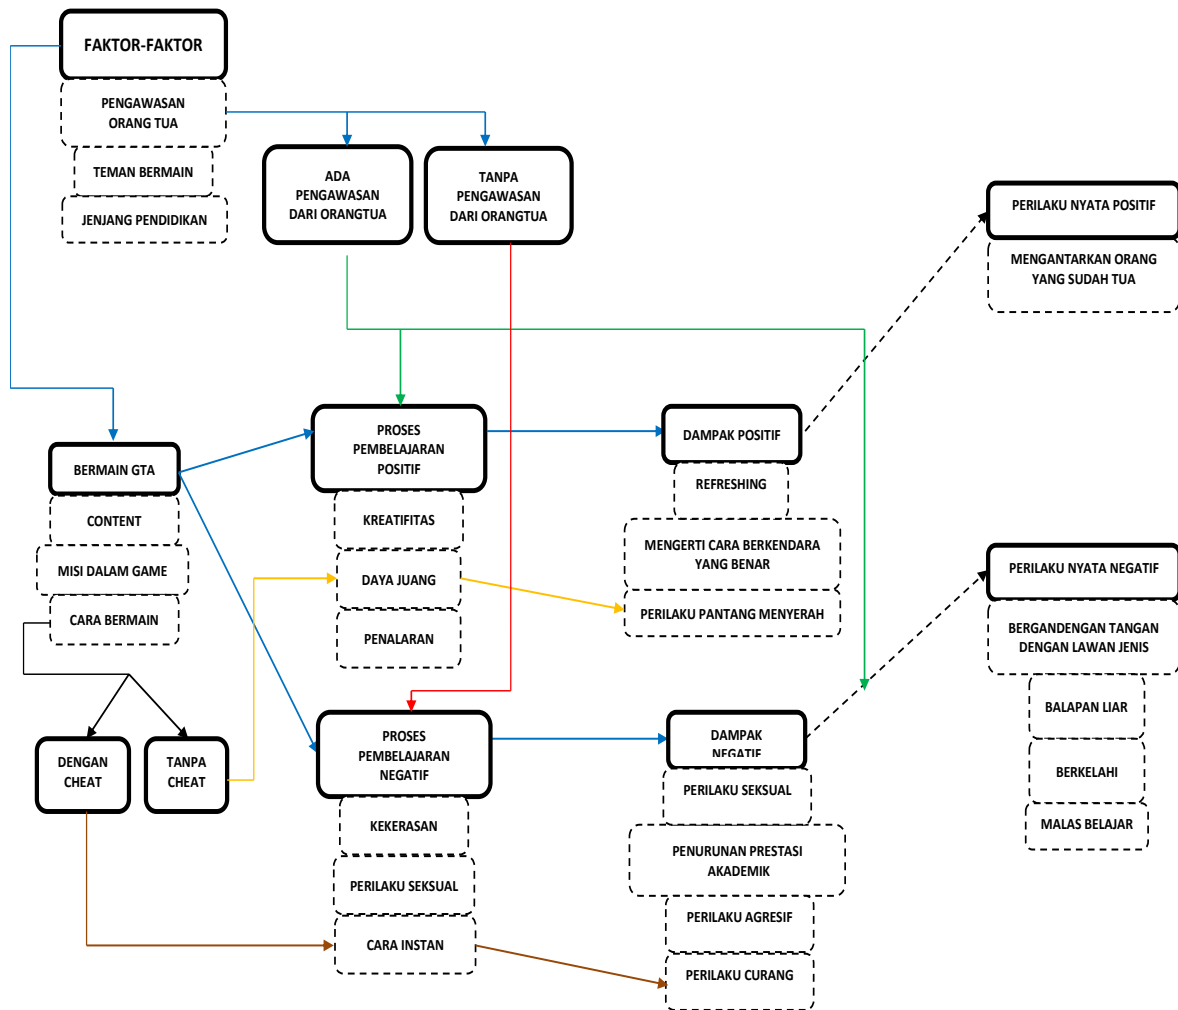 FAKTOR-FAKTOR
PENGAWASAN
ORANG TUA
TEMAN BERMAIN
JENJANG PENDIDIKAN
ADA
PENGAWASAN
DARI ORANGTUA
TANPA
PENGAWASAN
DARI ORANGTUA
PERILAKU NYATA POSITIF
MENGANTARKAN ORANG
YANG SUDAH TUA
BERMAIN GTA
CONTENT
MISI DALAM GAME
CARA BERMAIN
DENGAN
CHEAT
TANPA
CHEAT
PROSES
PEMBELAJARAN
POSITIF
KREATIFITAS
DAYA JUANG
PENALARAN
DAMPAK POSITIF
REFRESHING
MENGERTI CARA BERKENDARA
YANG BENAR
PERILAKU PANTANG MENYERAH
PROSES
PEMBELAJARAN
NEGATIF
KEKERASAN
PERILAKU SEKSUAL
CARA INSTAN
DAMPAK
NEGATIF
PERILAKU SEKSUAL
PENURUNAN PRESTASI
AKADEMIK
PERILAKU AGRESIF
PERILAKU CURANG
PERILAKU NYATA NEGATIF
BERGANDENGAN TANGAN
DENGAN LAWAN JENIS
BALAPAN LIAR
BERKELAHI
MALAS BELAJAR